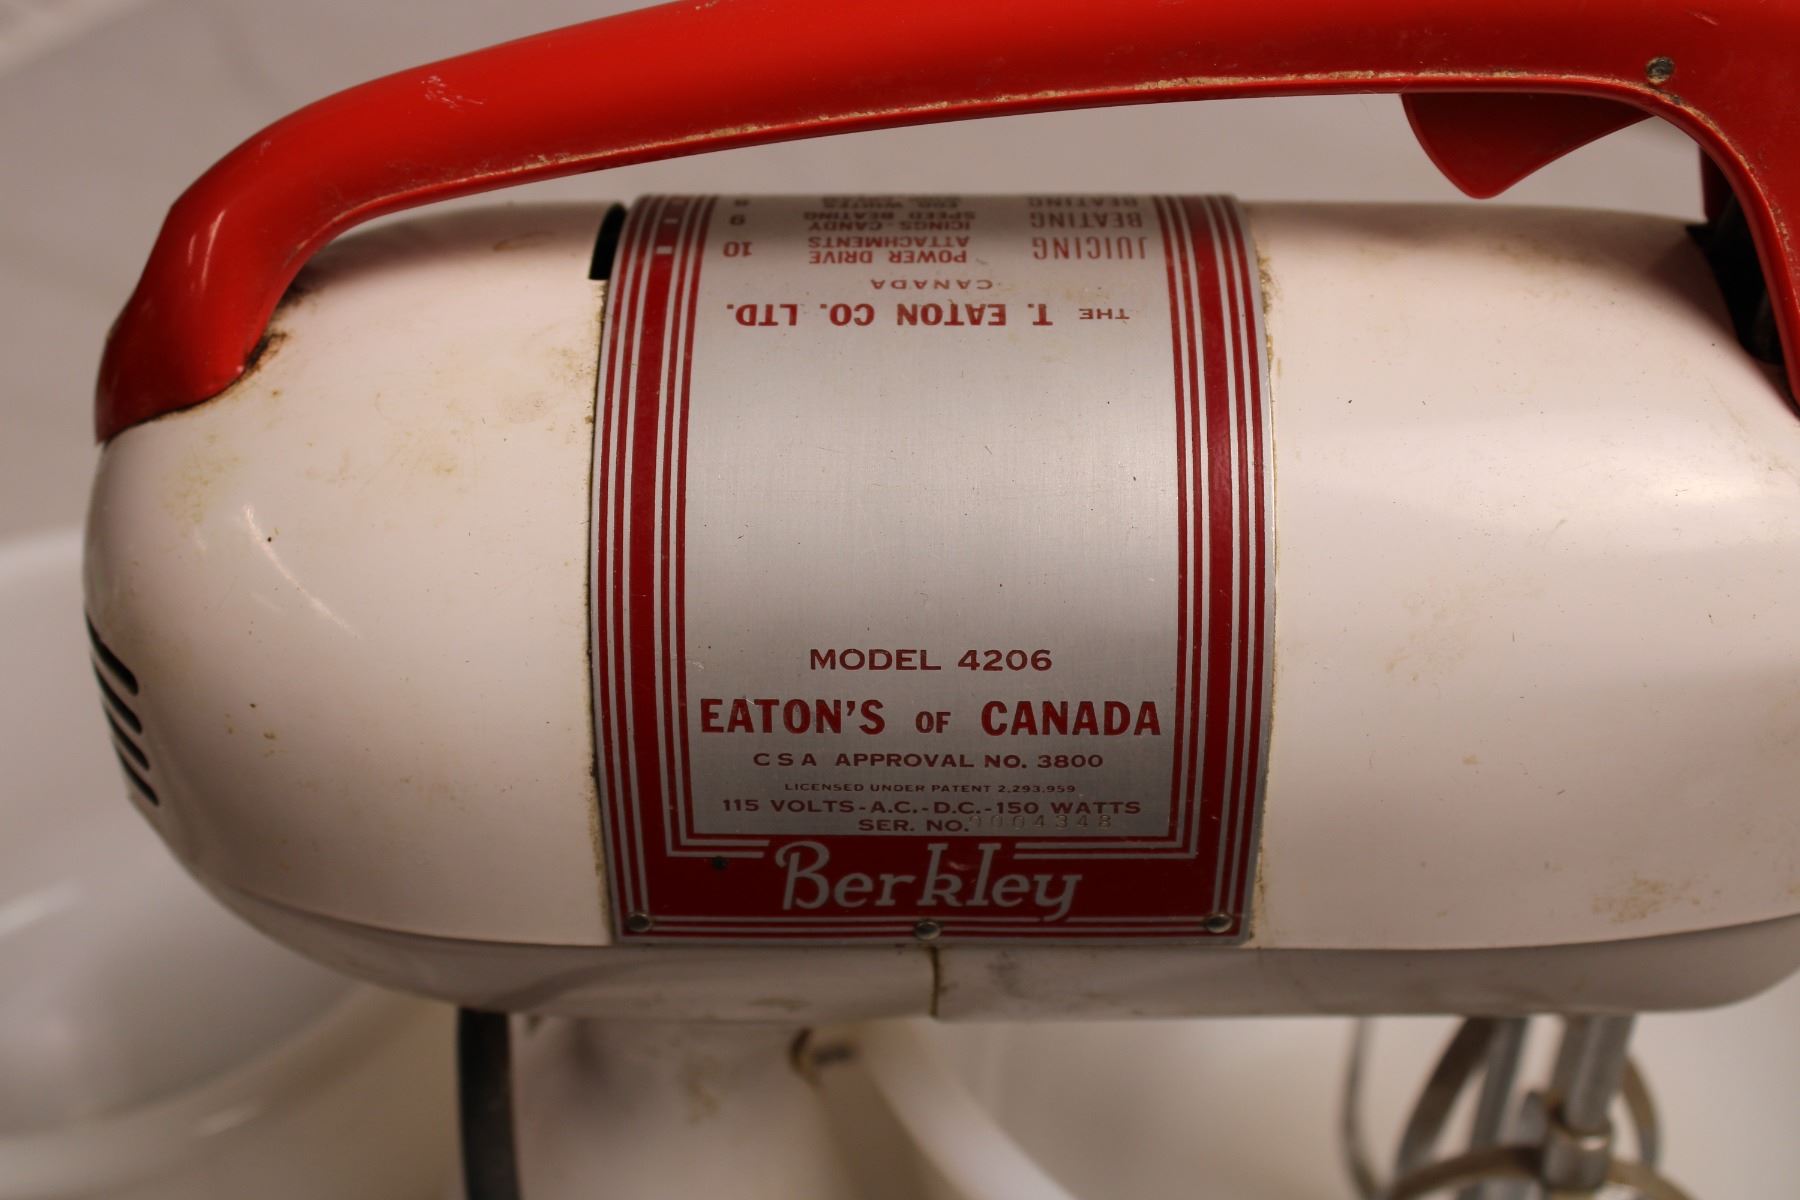 BEATING
BEATING SPEED BEATING 9
ICINGS - CANDY
JUICING POWER DRIVE ATTACHMENTS 10
CANADA
THE T. EATON CO. LTD.
MODEL 4206
EATON'S OF CANADA
CSA APPROVAL NO. 3800
LICENSED UNDER PATENT 2,293,959
115 VOLTS-A.C.-D.C.-150 WATTS
SER. NO. 0004348
Berkley